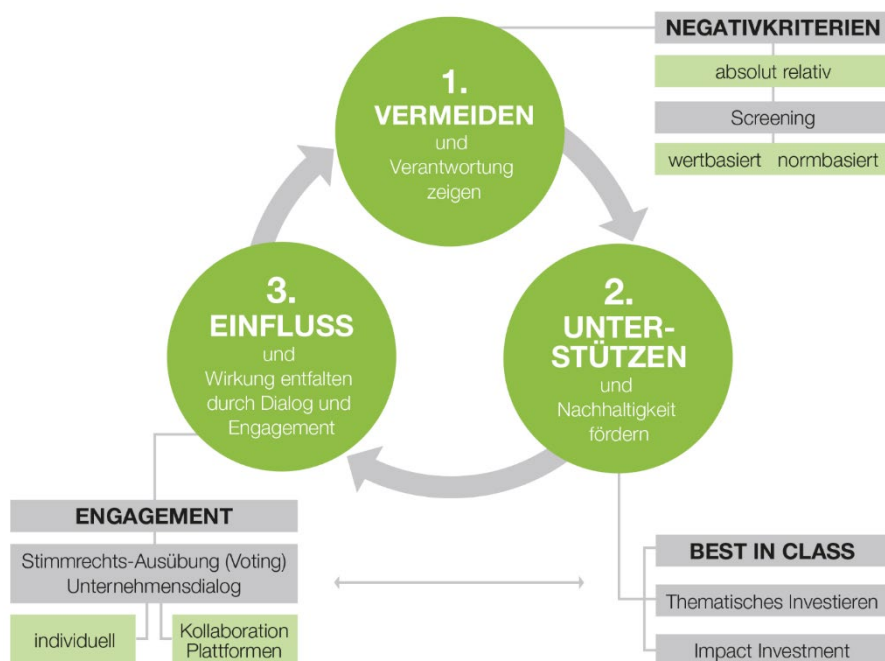 1.
VERMEIDEN
und
Verantwortung
zeigen
NEGATIVKRITERIEN
absolut relativ
Screening
wertbasiert normbasiert
2.
UNTER-
STÜTZEN
und
Nachhaltigkeit
fördern
BEST IN CLASS
Thematisches Investieren
Impact Investment
3.
EINFLUSS
und
Wirkung entfalten
durch Dialog und
Engagement
ENGAGEMENT
Stimmrechts-Ausübung (Voting)
Unternehmensdialog
individuell
Kollaboration
Plattformen